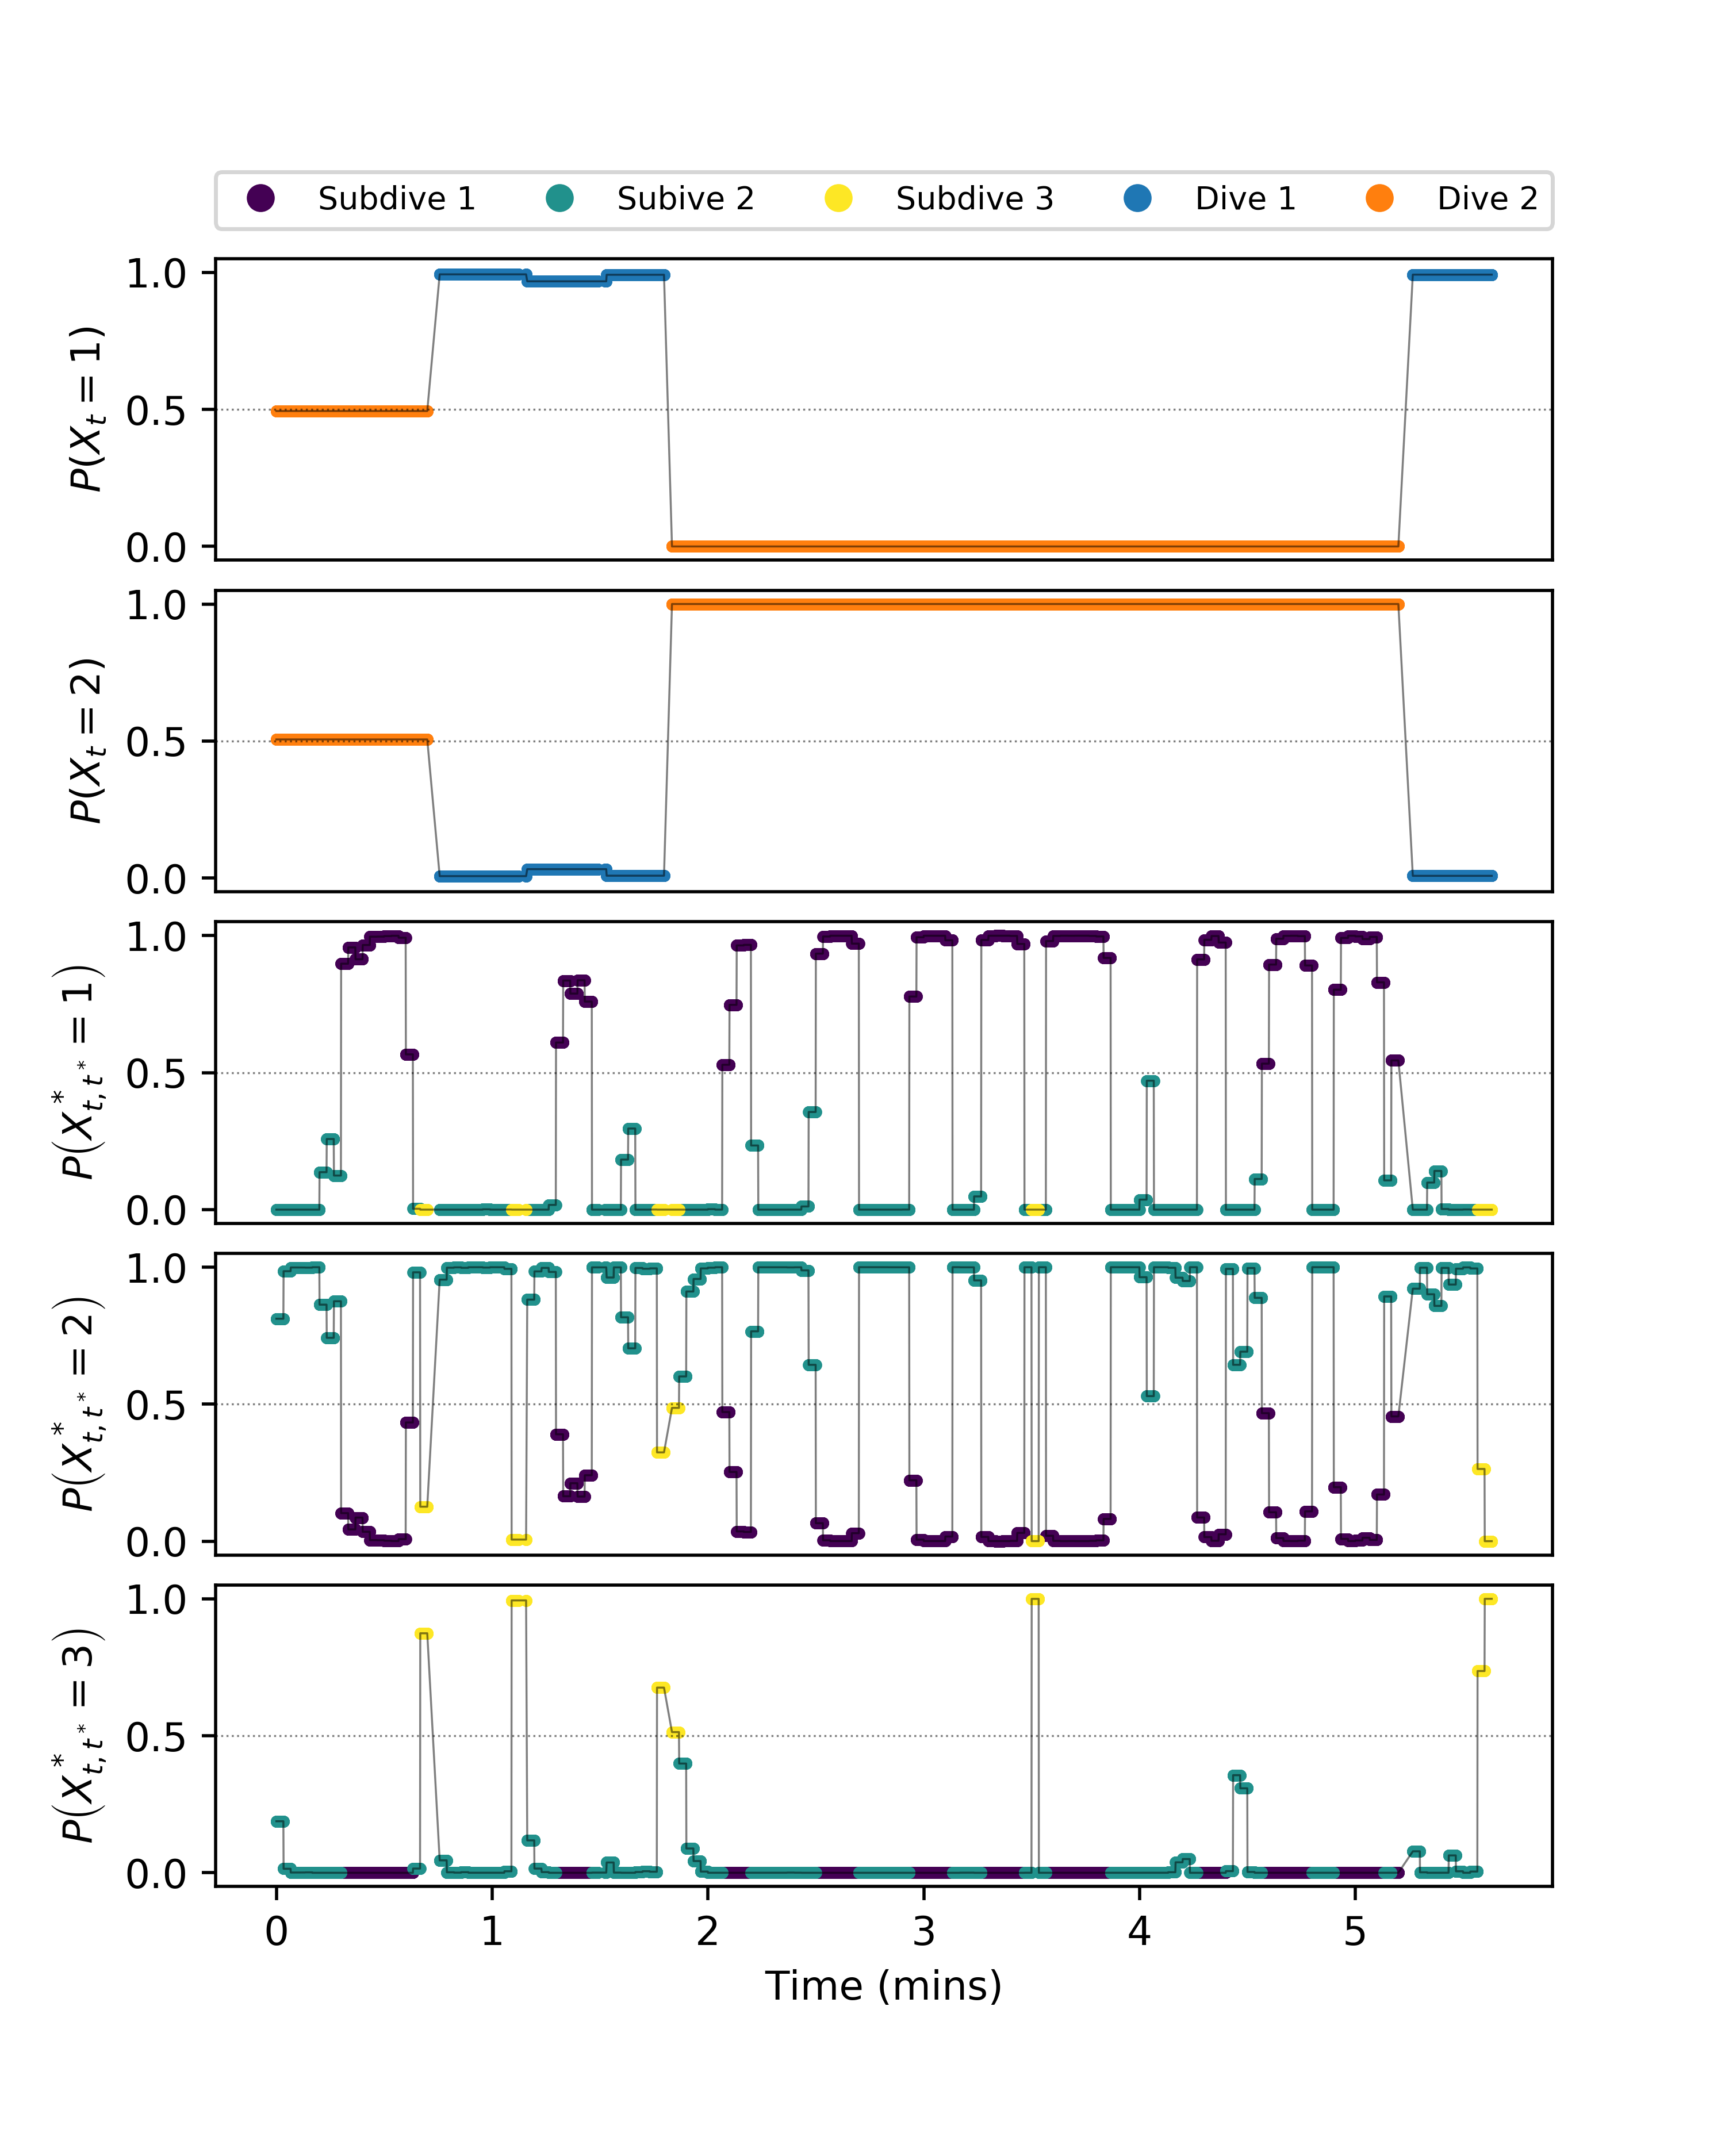 Subdive 1 Subive 2 Subdive 3 Dive 1 Dive 2
1.0
0.5
0.0
P(X_t = 1)
1.0
0.5
0.0
P(X_t = 2)
1.0
0.5
0.0
P(X*_{t,t*} = 1)
1.0
0.5
0.0
P(X*_{t,t*} = 2)
1.0
0.5
0.0
P(X*_{t,t*} = 3)
0 1 2 3 4 5
Time (mins)